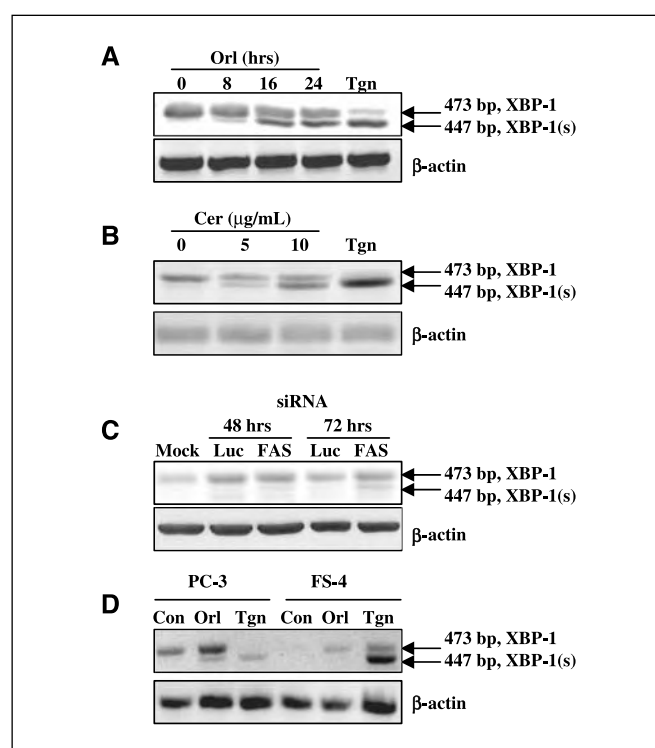 A
Orl (hrs)
0 8 16 24 Tgn
473 bp, XBP-1
447 bp, XBP-1(s)
β-actin
B
Cer (μg/mL)
0 5 10 Tgn
473 bp, XBP-1
447 bp, XBP-1(s)
β-actin
siRNA
C
48 hrs 72 hrs
Mock Luc FAS Luc FAS
473 bp, XBP-1
447 bp, XBP-1(s)
β-actin
PC-3 FS-4
D
Con Orl Tgn Con Orl Tgn
473 bp, XBP-1
447 bp, XBP-1(s)
β-actin